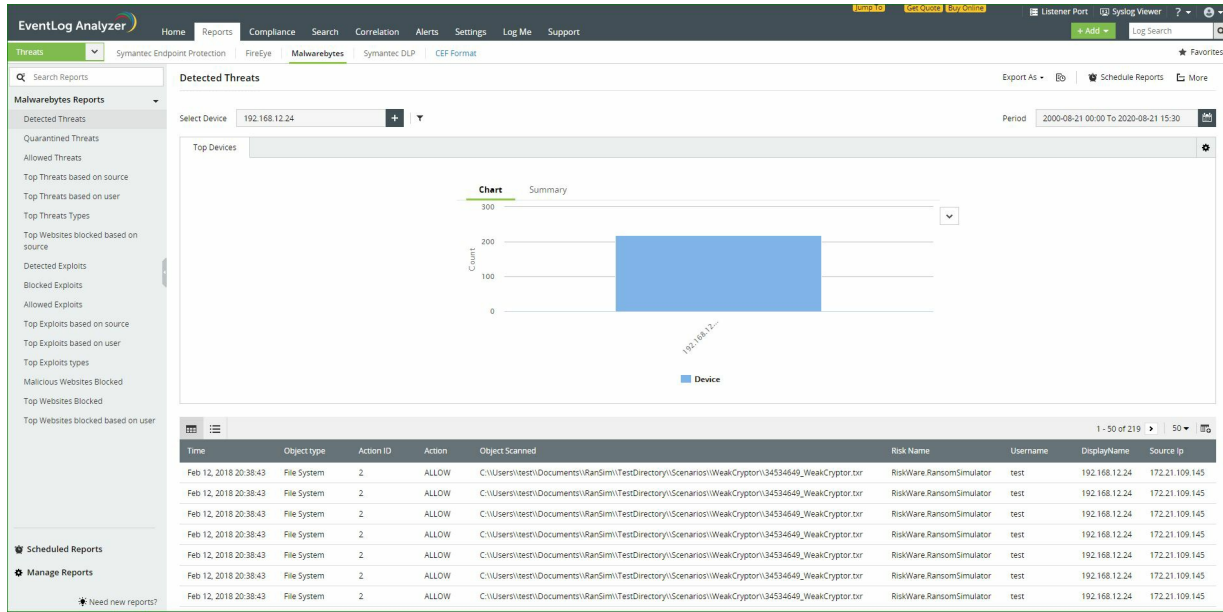 Jump To Get Quote Buy Online
EventLog Analyzer
Listener Port Syslog Viewer ?
Home Reports Compliance Search Correlation Alerts Settings Log Me Support
+ Add Log Search
Threats
Symantec Endpoint Protection FireEye Malwarebytes Symantec DLP CEF Format
Favorites
Search Reports
Malwarebytes Reports
Detected Threats
Quarantined Threats
Allowed Threats
Top Threats based on source
Top Threats based on user
Top Threats Types
Top Websites blocked based on
source
Detected Exploits
Blocked Exploits
Allowed Exploits
Top Exploits based on source
Top Exploits based on user
Top Exploits types
Malicious Websites Blocked
Top Websites Blocked
Top Websites blocked based on user
Scheduled Reports
Manage Reports
Need new reports?
Detected Threats
Export As Schedule Reports More
Select Device 192.168.12.24 +
Period 2000-08-21 00:00 To 2020-08-21 15:30
Top Devices
Chart Summary
300
200
100
0
Count
192.168.12...
Device
1 - 50 of 219 50
Time Object type Action ID Action Object Scanned Risk Name Username DisplayName Source Ip
Feb 12, 2018 20:38:43 File System 2 ALLOW C:\\Users\\test\\Documents\\RanSim\\TestDirectory\\Scenarios\\WeakCryptor\\34534649_WeakCryptor.txr RiskWare.RansomSimulator test 192.168.12.24 172.21.109.145
Feb 12, 2018 20:38:43 File System 2 ALLOW C:\\Users\\test\\Documents\\RanSim\\TestDirectory\\Scenarios\\WeakCryptor\\34534649_WeakCryptor.txr RiskWare.RansomSimulator test 192.168.12.24 172.21.109.145
Feb 12, 2018 20:38:43 File System 2 ALLOW C:\\Users\\test\\Documents\\RanSim\\TestDirectory\\Scenarios\\WeakCryptor\\34534649_WeakCryptor.txr RiskWare.RansomSimulator test 192.168.12.24 172.21.109.145
Feb 12, 2018 20:38:43 File System 2 ALLOW C:\\Users\\test\\Documents\\RanSim\\TestDirectory\\Scenarios\\WeakCryptor\\34534649_WeakCryptor.txr RiskWare.RansomSimulator test 192.168.12.24 172.21.109.145
Feb 12, 2018 20:38:43 File System 2 ALLOW C:\\Users\\test\\Documents\\RanSim\\TestDirectory\\Scenarios\\WeakCryptor\\34534649_WeakCryptor.txr RiskWare.RansomSimulator test 192.168.12.24 172.21.109.145
Feb 12, 2018 20:38:43 File System 2 ALLOW C:\\Users\\test\\Documents\\RanSim\\TestDirectory\\Scenarios\\WeakCryptor\\34534649_WeakCryptor.txr RiskWare.RansomSimulator test 192.168.12.24 172.21.109.145
Feb 12, 2018 20:38:43 File System 2 ALLOW C:\\Users\\test\\Documents\\RanSim\\TestDirectory\\Scenarios\\WeakCryptor\\34534649_WeakCryptor.txr RiskWare.RansomSimulator test 192.168.12.24 172.21.109.145